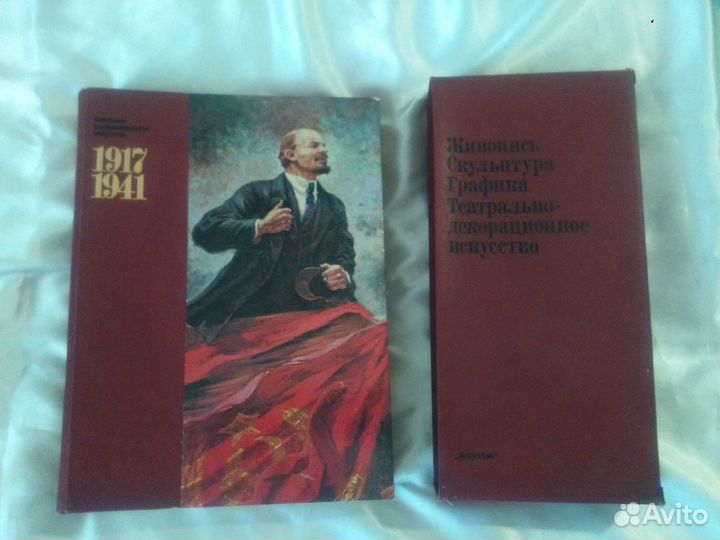 1917
1941
Живопись
Скульптура
Графика
Театрально-
декорационное
искусство
Avito